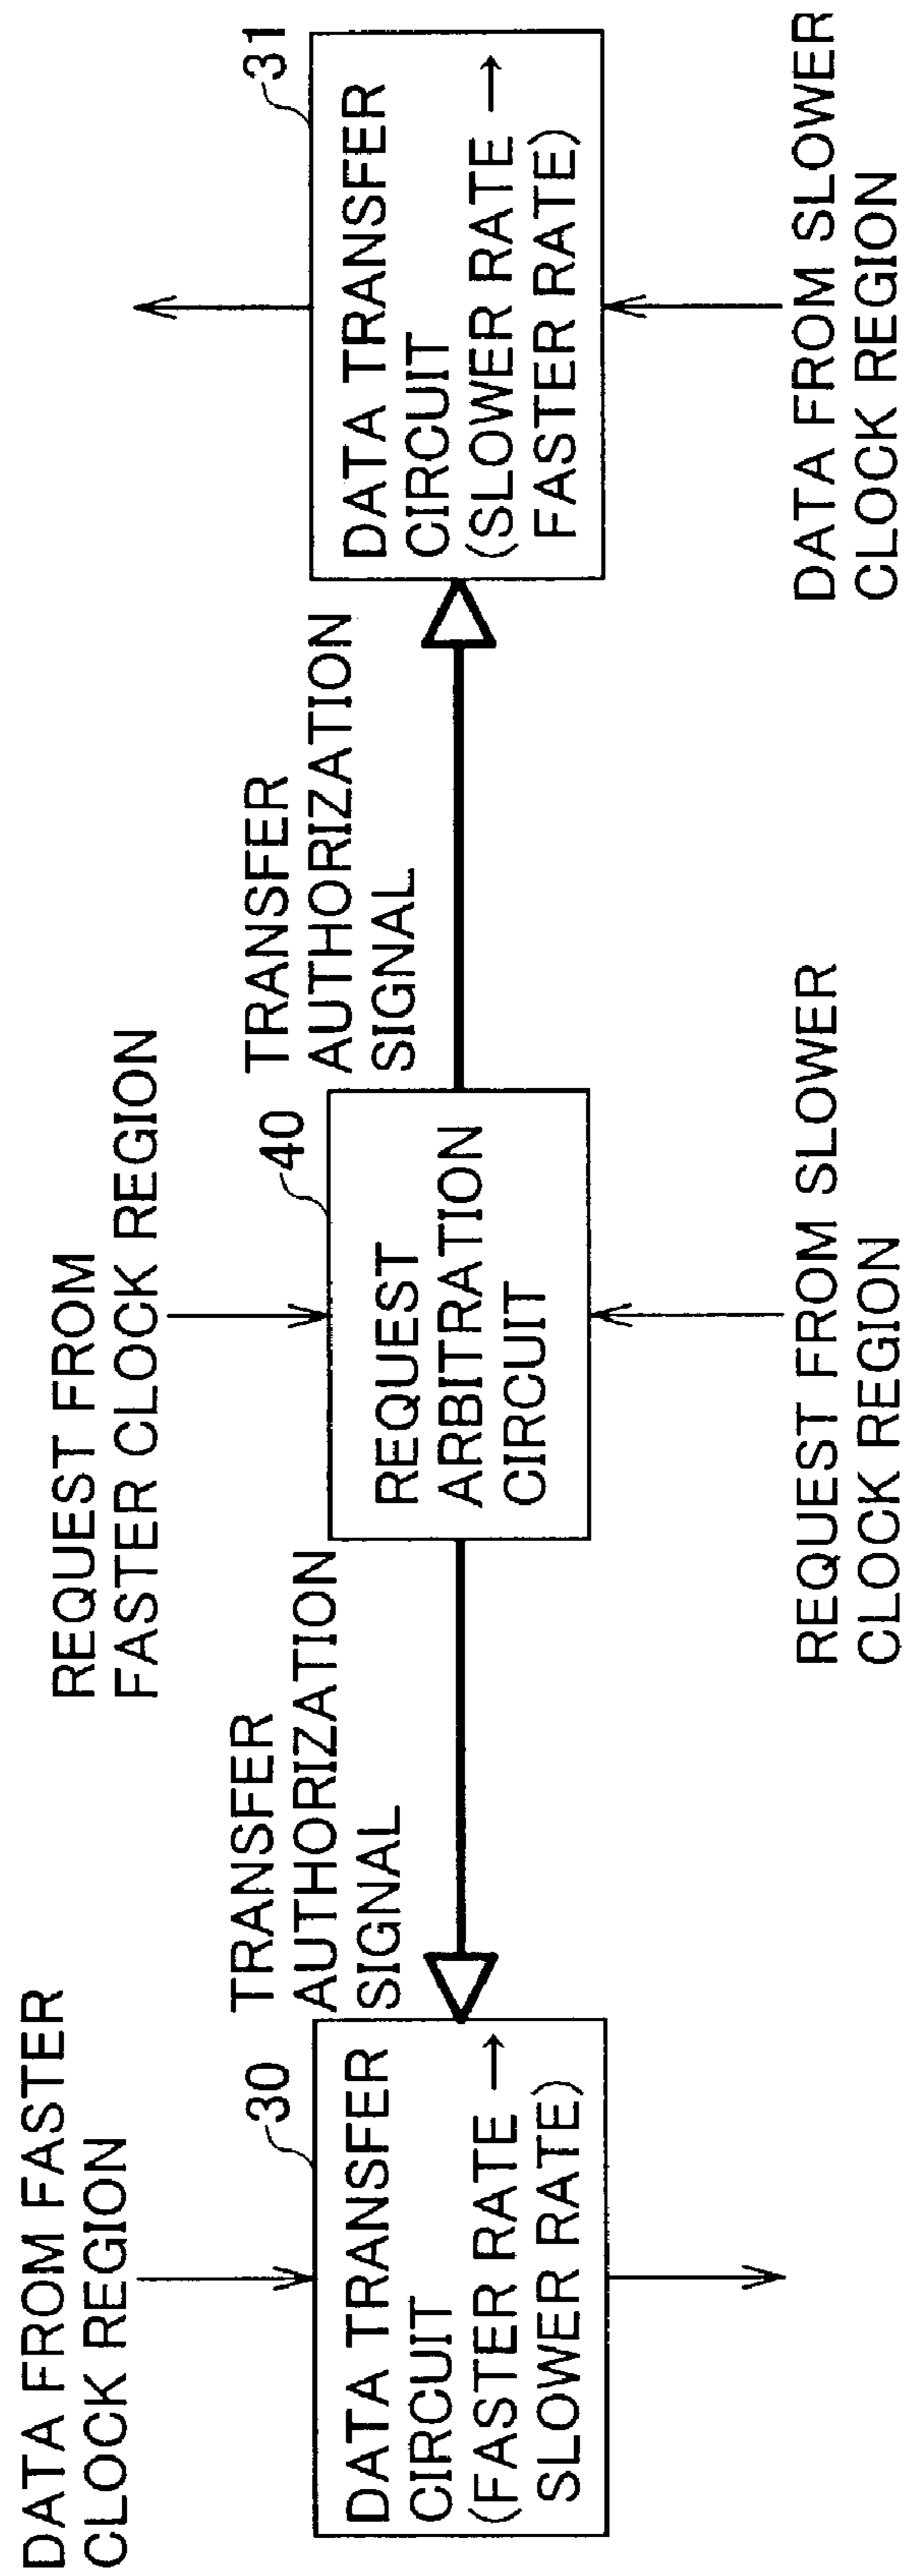 DATA FROM FASTER
CLOCK REGION
30
DATA TRANSFER
CIRCUIT
(FASTER RATE →
SLOWER RATE)
TRANSFER
AUTHORIZATION
SIGNAL
REQUEST FROM
FASTER CLOCK REGION
40
REQUEST
ARBITRATION
CIRCUIT
REQUEST FROM SLOWER
CLOCK REGION
TRANSFER
AUTHORIZATION
SIGNAL
31
DATA TRANSFER
CIRCUIT
(SLOWER RATE →
FASTER RATE)
DATA FROM SLOWER
CLOCK REGION